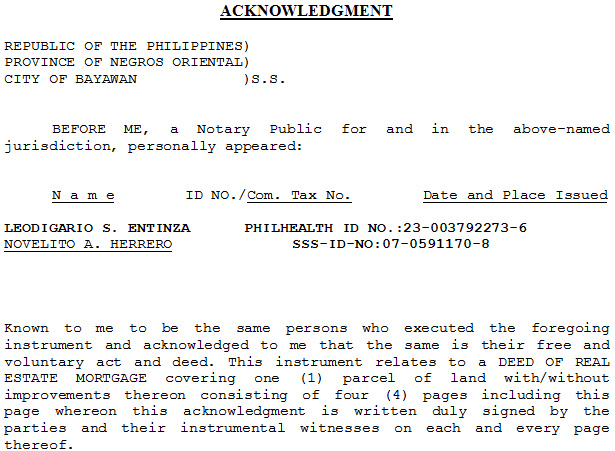 ACKNOWLEDGMENT
REPUBLIC OF THE PHILIPPINES)
PROVINCE OF NEGROS ORIENTAL)
CITY OF BAYAWAN )S.S.
BEFORE ME, a Notary Public for and in the above-named
jurisdiction, personally appeared:
N a m e ID NO./Com. Tax No. Date and Place Issued
LEODIGARIO S. ENTINZA PHILHEALTH ID NO.:23-003792273-6
NOVELITO A. HERRERO SSS-ID-NO:07-0591170-8
Known to me to be the same persons who executed the foregoing
instrument and acknowledged to me that the same is their free and
voluntary act and deed. This instrument relates to a DEED OF REAL
ESTATE MORTGAGE covering one (1) parcel of land with/without
improvements thereon consisting of four (4) pages including this
page whereon this acknowledgment is written duly signed by the
parties and their instrumental witnesses on each and every page
thereof.